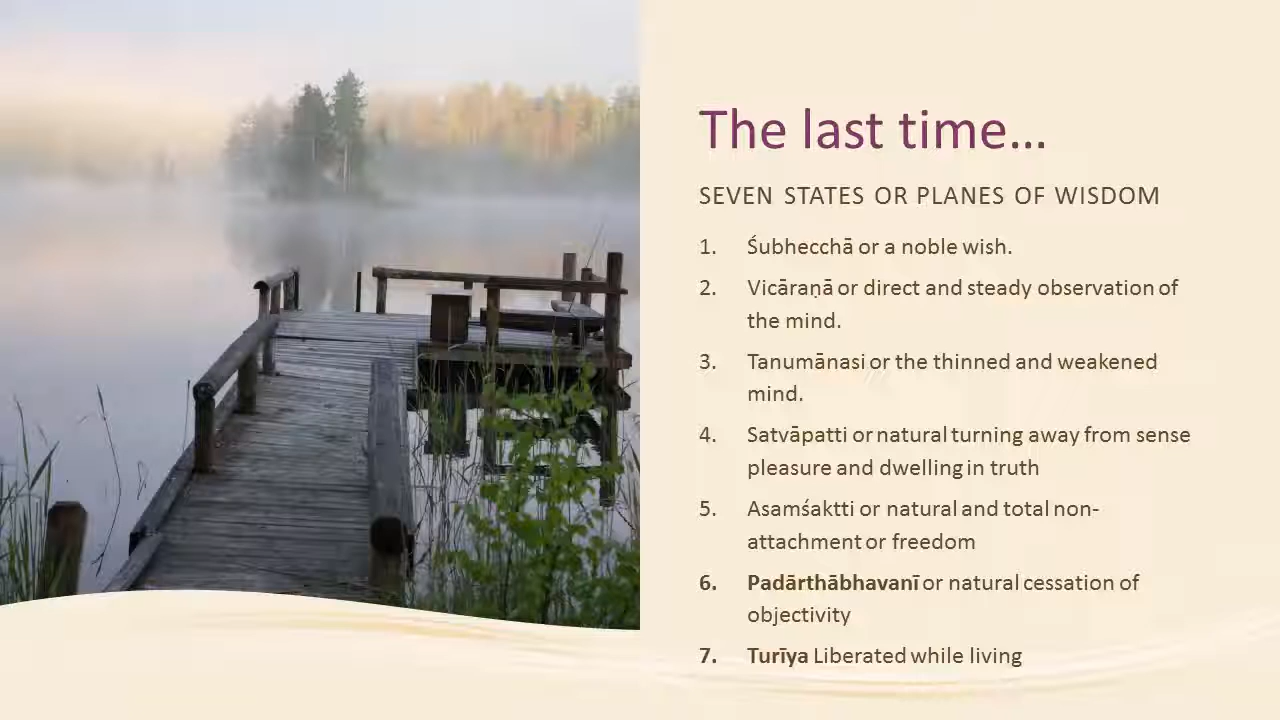 The last time...
SEVEN STATES OR PLANES OF WISDOM
1. Śubhecchā or a noble wish.
2. Vicāraṇā or direct and steady observation of
the mind.
3. Tanumānasi or the thinned and weakened
mind.
4. Satvāpatti or natural turning away from sense
pleasure and dwelling in truth
5. Asamśaktti or natural and total non-
attachment or freedom
6. Padārthābhavanī or natural cessation of
objectivity
7. Turīya Liberated while living